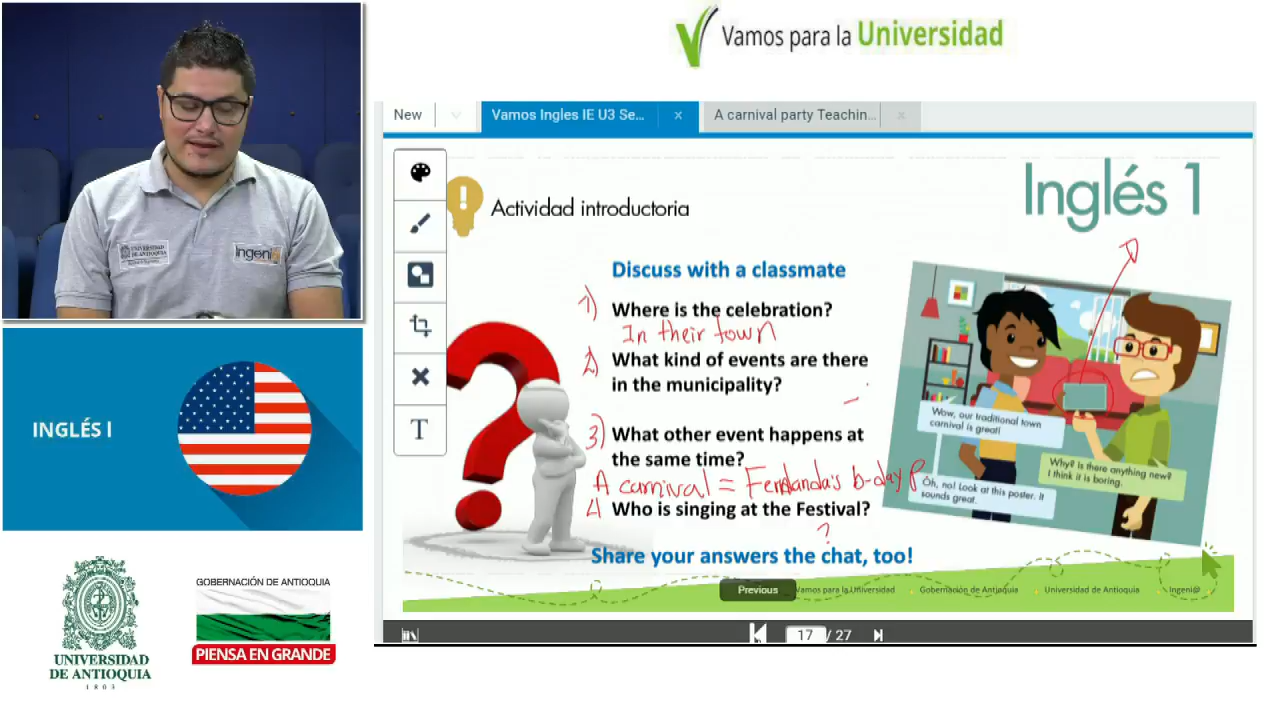 Vamos para la Universidad
New
Vamos Ingles IE U3 Se... x
A carnival party Teachin... x
Inglés 1
! Actividad introductoria
Discuss with a classmate
1) Where is the celebration?
In their town
2) What kind of events are there
in the municipality?
3) What other event happens at
the same time?
A carnival = Ferdanda's b-day P
4 Who is singing at the Festival?
?
Share your answers the chat, too!
Wow, our traditional town
carnival is great!
Why? Is there anything new?
I think it is boring.
Oh, no! Look at this poster. It
sounds great.
T
Previous
Vamos para la Universidad
Gobernación de Antioquia
Universidad de Antioquia
Ingeni@
17 / 27
UNIVERSIDAD
DE ANTIOQUIA
ingeni@
INGLÉS I
UNIVERSIDAD
DE ANTIOQUIA
1803
GOBERNACIÓN DE ANTIOQUIA
PIENSA EN GRANDE